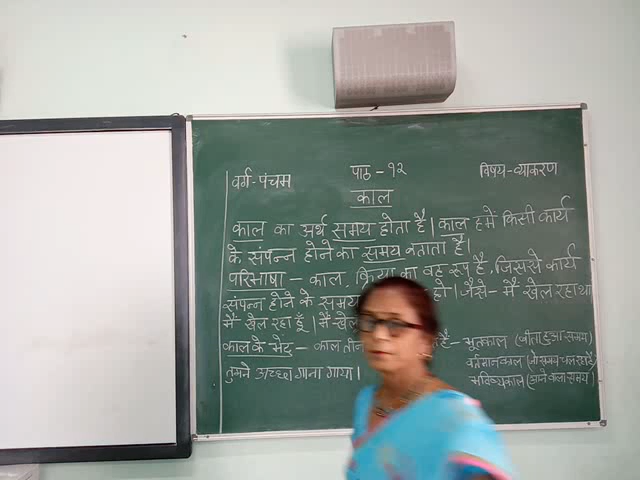 वर्ग-पंचम पाठ-१२ विषय-व्याकरण
काल
काल का अर्थ समय होता है। काल हमें किसी कार्य
के संपन्न होने का समय बताता है।
परिभाषा - काल, क्रिया का वह रूप है, जिससे कार्य
संपन्न होने के समय हो। जैसे - मैं खेल रहा था
मैं खेल रहा हूँ। मैं खेल
काल के भेद - काल तीन है - भूतकाल (बीता हुआ समय)
वर्तमानकाल (जो समय चल रहा है)
भविष्यकाल (आने वाला समय)
तुमने अच्छा गाना गाया।